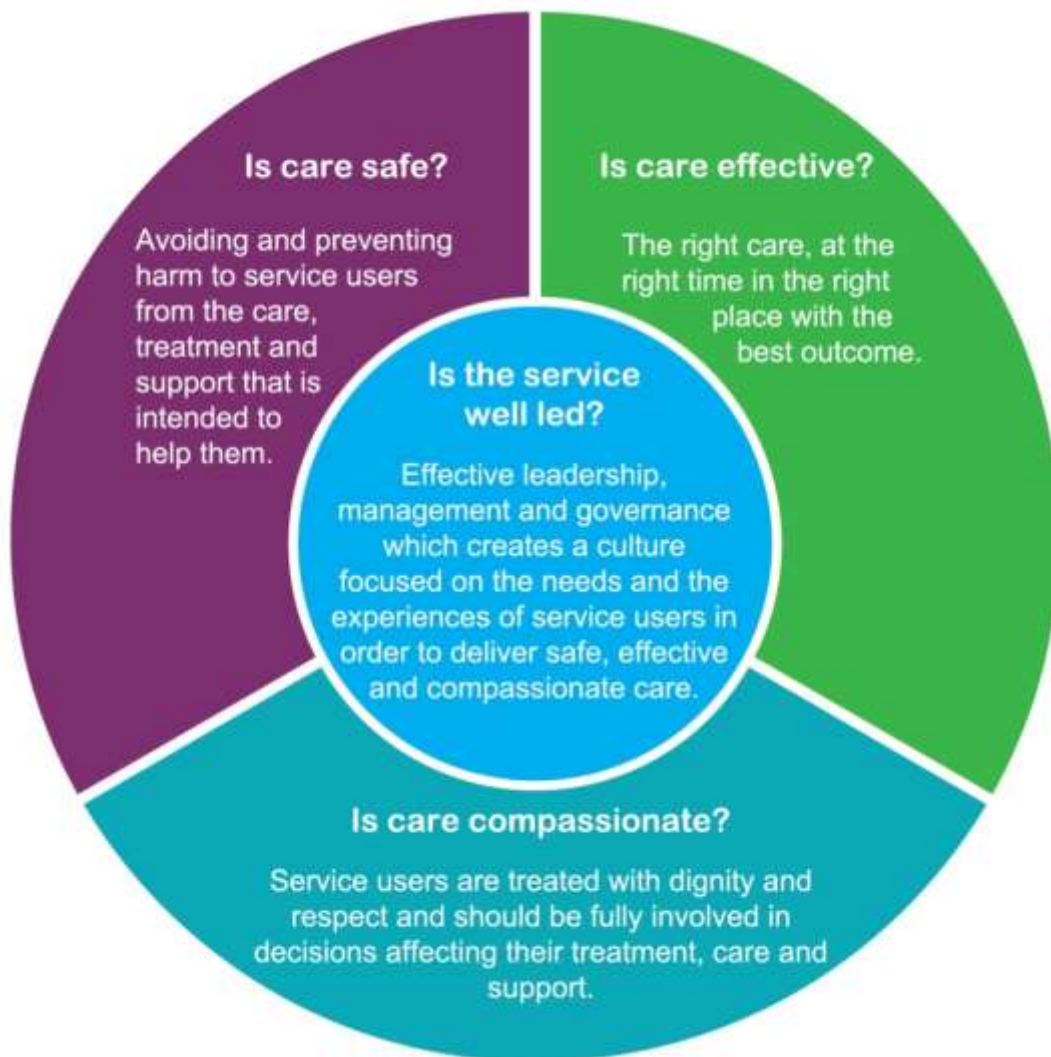 Is care safe?
Avoiding and preventing
harm to service users
from the care,
treatment and
support that is
intended to
help them.
Is care effective?
The right care, at the
right time in the right
place with the
best outcome.
Is the service
well led?
Effective leadership,
management and governance
which creates a culture
focused on the needs and the
experiences of service users in
order to deliver safe, effective
and compassionate care.
Is care compassionate?
Service users are treated with dignity and
respect and should be fully involved in
decisions affecting their treatment, care and
support.